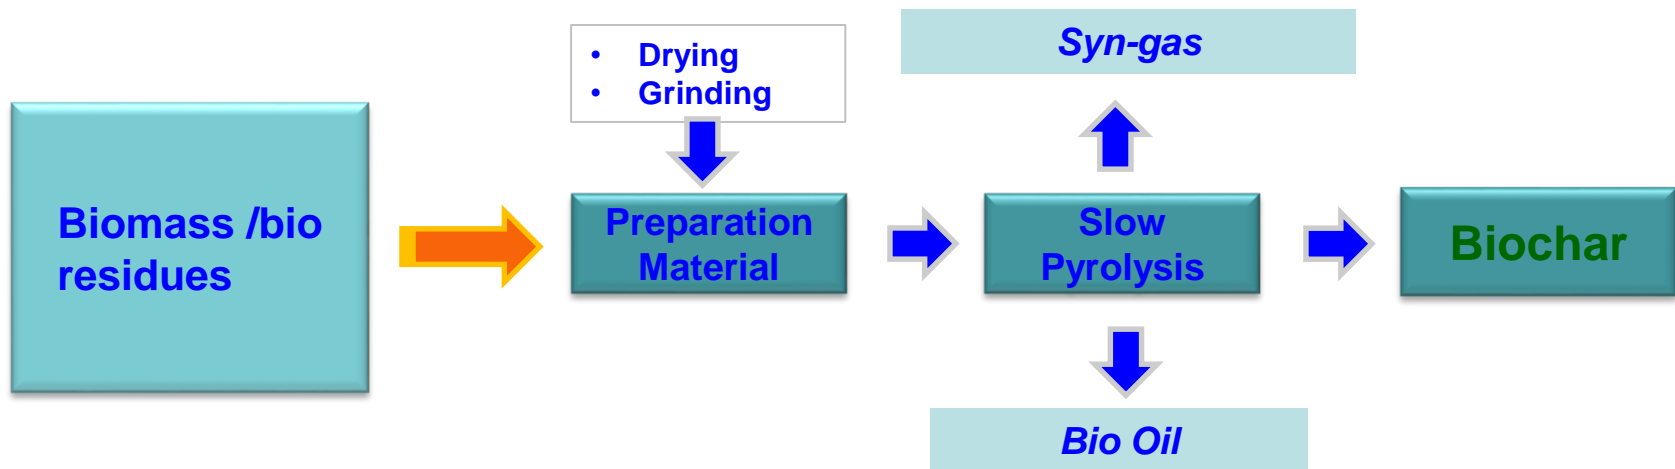 Biomass /bio
residues
• Drying
• Grinding
Preparation
Material
Syn-gas
Slow
Pyrolysis
Bio Oil
Biochar